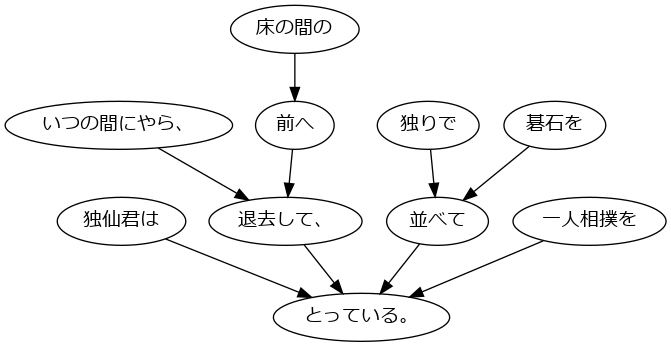 床の間の
いつの間にやら、
前へ
独りで
碁石を
独仙君は
退去して、
並べて
一人相撲を
とっている。